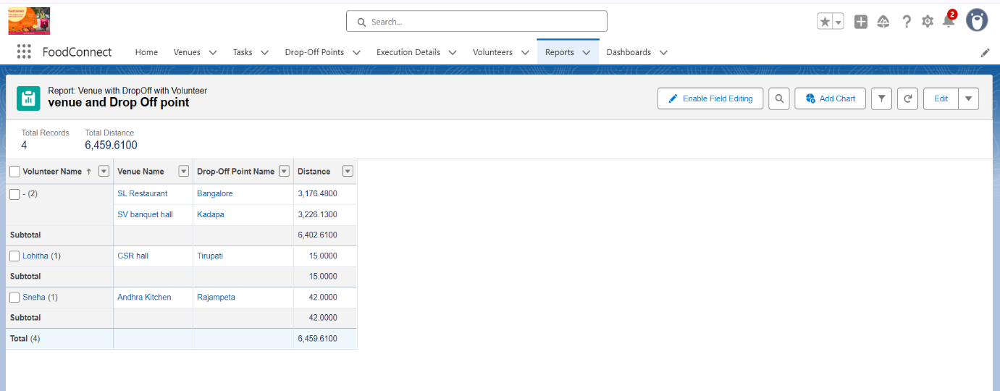 FoodConnect
Search...
2
FoodConnect
Home
Venues
Tasks
Drop-Off Points
Execution Details
Volunteers
Reports
Dashboards
Report: Venue with DropOff with Volunteer
venue and Drop Off point
Enable Field Editing
Add Chart
Edit
Total Records
Total Distance
4
6,459.6100
Volunteer Name ↑ Venue Name Drop-Off Point Name Distance
- (2) SL Restaurant Bangalore 3,176.4800
SV banquet hall Kadapa 3,226.1300
Subtotal 6,402.6100
Lohitha (1) CSR hall Tirupati 15.0000
Subtotal 15.0000
Sneha (1) Andhra Kitchen Rajampeta 42.0000
Subtotal 42.0000
Total (4) 6,459.6100